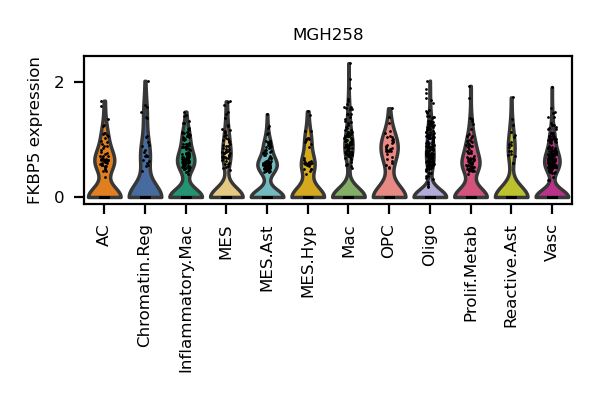 MGH258
FKBP5 expression
2
0
AC
Chromatin.Reg
Inflammatory.Mac
MES
MES.Ast
MES.Hyp
Mac
OPC
Oligo
Prolif.Metab
Reactive.Ast
Vasc